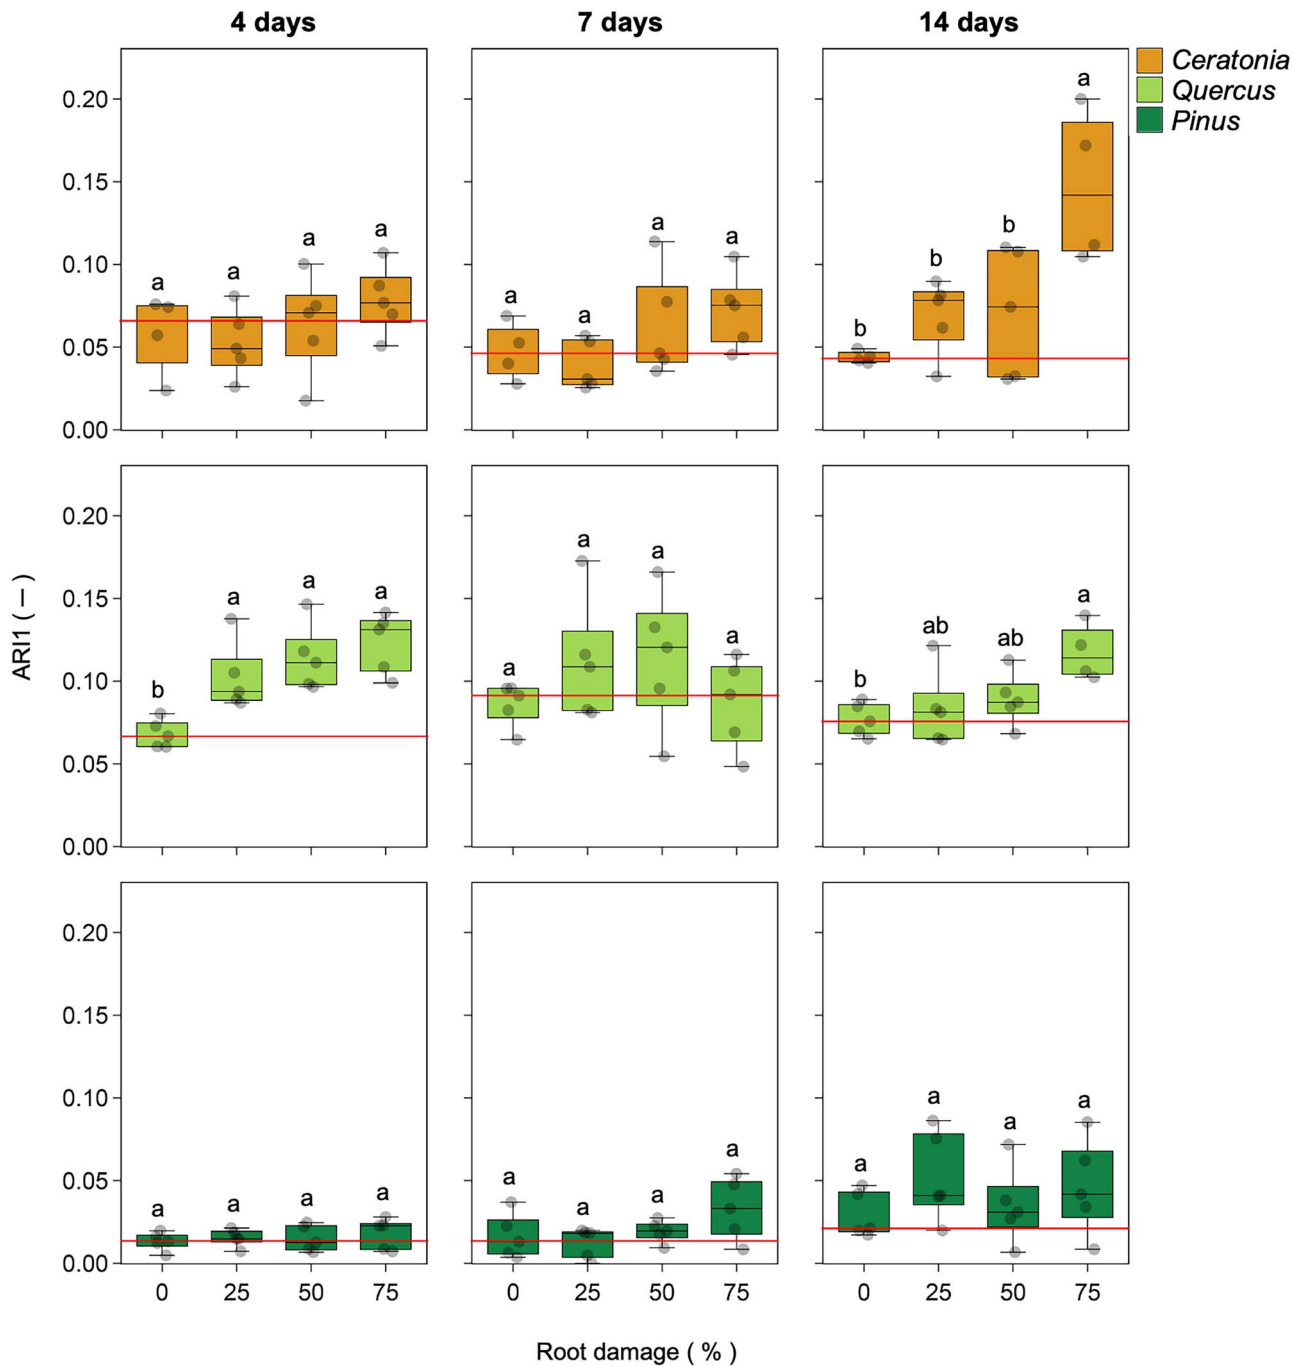 4 days 7 days 14 days
Ceratonia
Quercus
Pinus
0.20
0.15
0.10
0.05
0.00
a a a a
a a a a
b b b a
ARI1 ( – )
0.20
0.15
0.10
0.05
0.00
b a a a
a a a a
b ab ab a
0.20
0.15
0.10
0.05
0.00
a a a a
a a a a
a a a a
0 25 50 75 0 25 50 75 0 25 50 75
Root damage ( % )